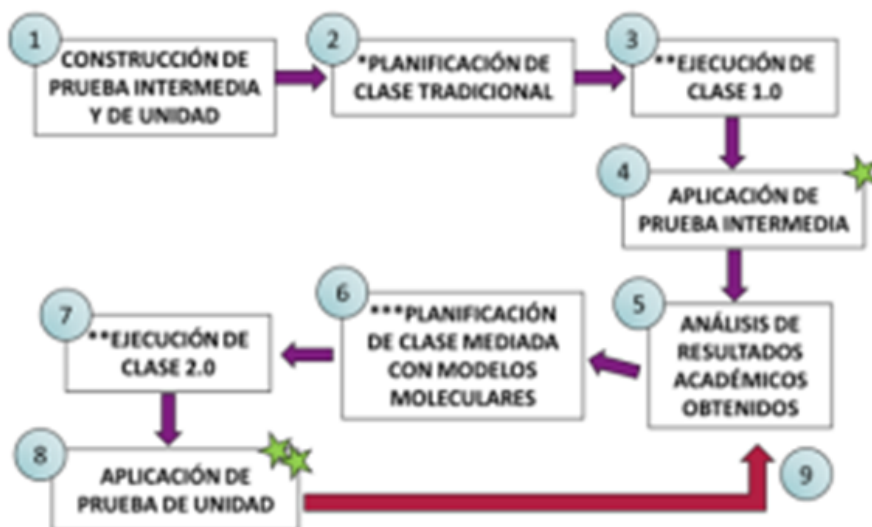 1
CONSTRUCCIÓN DE
PRUEBA INTERMEDIA
Y DE UNIDAD
2
*PLANIFICACIÓN DE
CLASE TRADICIONAL
3
**EJECUCIÓN DE
CLASE 1.0
4
APLICACIÓN DE
PRUEBA INTERMEDIA
5
ANÁLISIS DE
RESULTADOS
ACADÉMICOS
OBTENIDOS
6
***PLANIFICACIÓN
DE CLASE MEDIADA
CON MODELOS
MOLECULARES
7
**EJECUCIÓN DE
CLASE 2.0
8
APLICACIÓN DE
PRUEBA DE UNIDAD
9